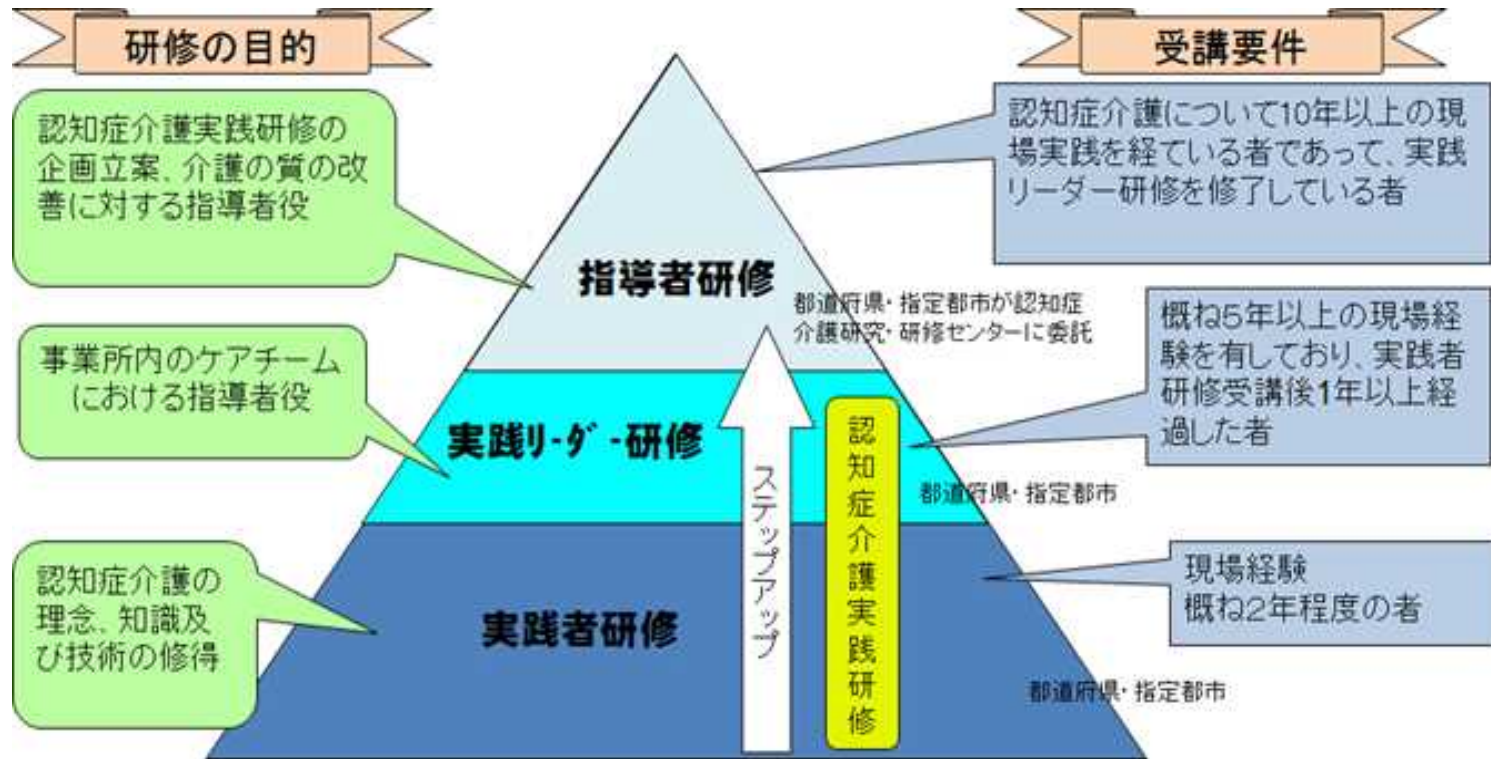 研修の目的
受講要件
認知症介護実践研修の
企画立案、介護の質の改
善に対する指導者役
認知症介護について10年以上の現
場実践を経ている者であって、実践
リーダー研修を修了している者
指導者研修
都道府県・指定都市が認知症
介護研究・研修センターに委託
事業所内のケアチーム
における指導者役
概ね5年以上の現場経
験を有しており、実践者
研修受講後1年以上経
過した者
実践ﾘ-ﾀﾞ-研修
都道府県・指定都市
ステップアップ
認知症介護実践研修
認知症介護の
理念、知識及
び技術の修得
実践者研修
現場経験
概ね2年程度の者
都道府県・指定都市